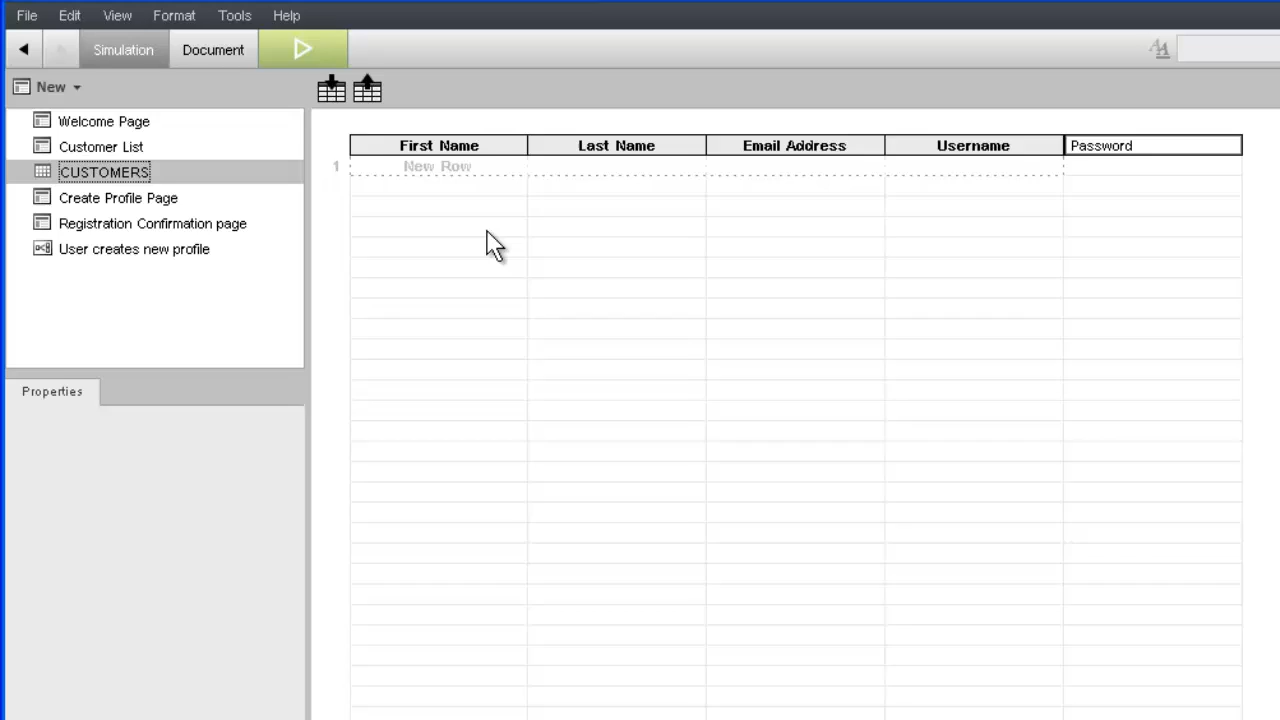 File Edit View Format Tools Help
Simulation Document
AA
New
Welcome Page
Customer List
CUSTOMERS
Create Profile Page
Registration Confirmation page
User creates new profile
Properties
First Name Last Name Email Address Username Password
1 New Row